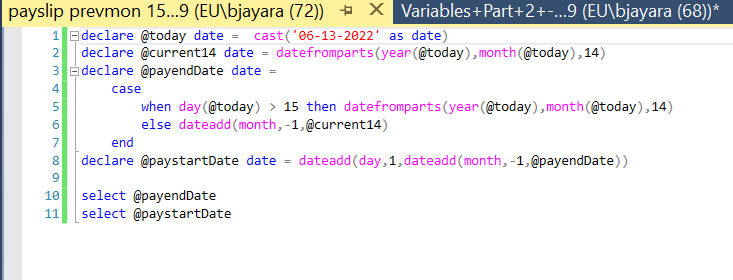 payslip prevmon 15...9 (EU\bjayara (72)) Variables+Part+2+-...9 (EU\bjayara (68))*
1 declare @today date =  cast('06-13-2022' as date)
2 declare @current14 date = datefromparts(year(@today),month(@today),14)
3 declare @payendDate date =
4     case
5         when day(@today) > 15 then datefromparts(year(@today),month(@today),14)
6         else dateadd(month,-1,@current14)
7     end
8 declare @paystartDate date = dateadd(day,1,dateadd(month,-1,@payendDate))
9
10 select @payendDate
11 select @paystartDate